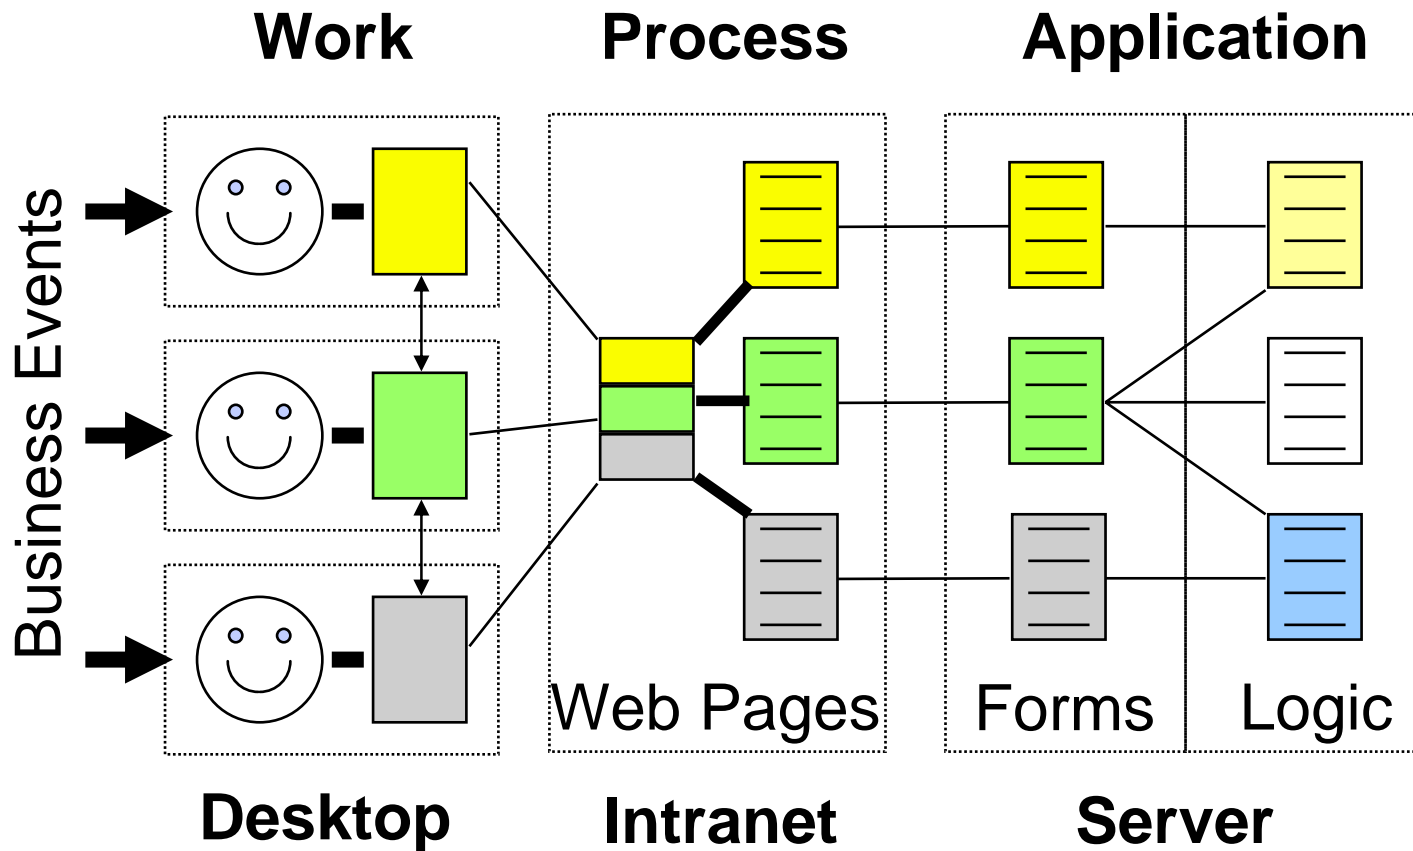 Work
Process
Application
Business Events
Web Pages
Forms
Logic
Desktop
Intranet
Server